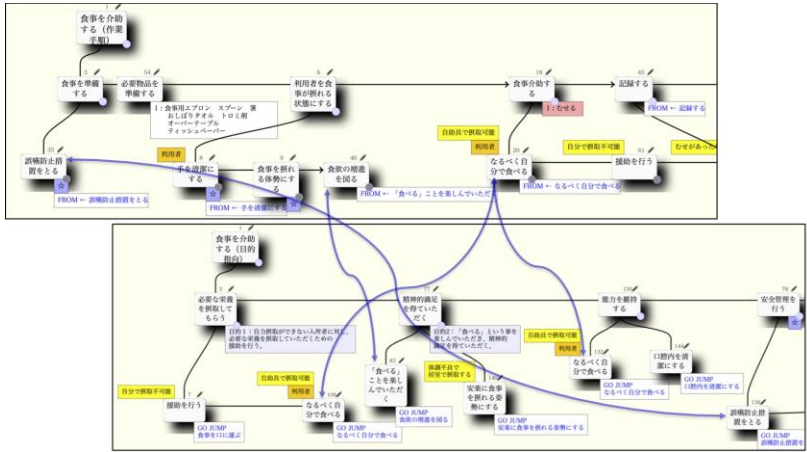 食事を介助
する（作業
手順）
3
54
6
18
43
食事を準備
する
必要物品を
準備する
利用者を食
事が摂れる
状態にする
食事介助す
る
記録する
1：食事用エプロン　スプーン　箸
おしぼりタオル　トロミ剤
オーバーテーブル
ティッシュペーパー
1：むせる
FROM ← 記録する
自助具で摂取可能
自分で摂取不可能
むせがあった
利用者
利用者
8
9
40
20
61
誤嚥防止措
置をとる
手を清潔に
する
食事を摂れ
る体勢にす
る
食欲の増進
を図る
なるべく自
分で食べる
援助を行う
☆
☆
☆
FROM ← 誤嚥防止措置をとる
FROM ← 手を清潔にする
FROM ← 「食べる」ことを楽しんでいただく
FROM ← なるべく自分で食べる
食事を介助
する（目的
指向）
3
77
130
78
必要な栄養
を摂取して
もらう
精神的満足
を得ていた
だく
能力を維持
する
安全管理を
行う
☆
目的1：自力摂取ができない入所者に対し、
必要な栄養を摂取していただくための
援助を行う。
目的2：「食べる」という事を
楽しんでいただき、精神的
満足を得ていただく。
自助具で摂取可能
利用者
自分で摂取不可能
自助具で摂取可能
利用者
体調不良で
居室で摂取する
7
83
132
144
援助を行う
なるべく自
分で食べる
「食べる」
ことを楽し
んでいただ
く
安楽に食事
を摂れる姿
勢にする
なるべく自
分で食べる
口腔内を清
潔にする
誤嚥防止措
置をとる
GO JUMP
食事を口に運ぶ
GO JUMP
なるべく自分で食べる
GO JUMP
食欲の増進を図る
GO JUMP
安楽に食事を摂れる姿勢にする
GO JUMP
なるべく自分で食べる
GO JUMP
口腔内を清潔にする
GO JUMP
誤嚥防止措置を